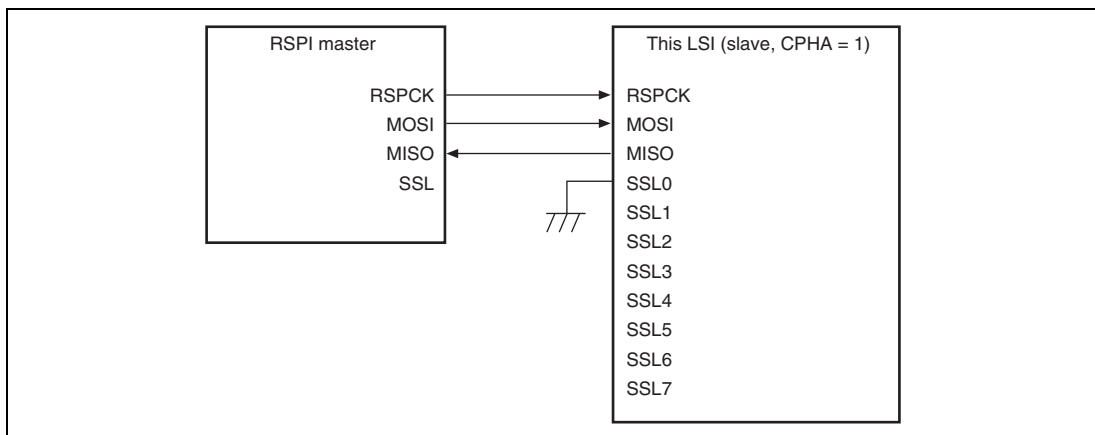 RSPI master
RSPCK
MOSI
MISO
SSL
This LSI (slave, CPHA = 1)
RSPCK
MOSI
MISO
SSL0
SSL1
SSL2
SSL3
SSL4
SSL5
SSL6
SSL7